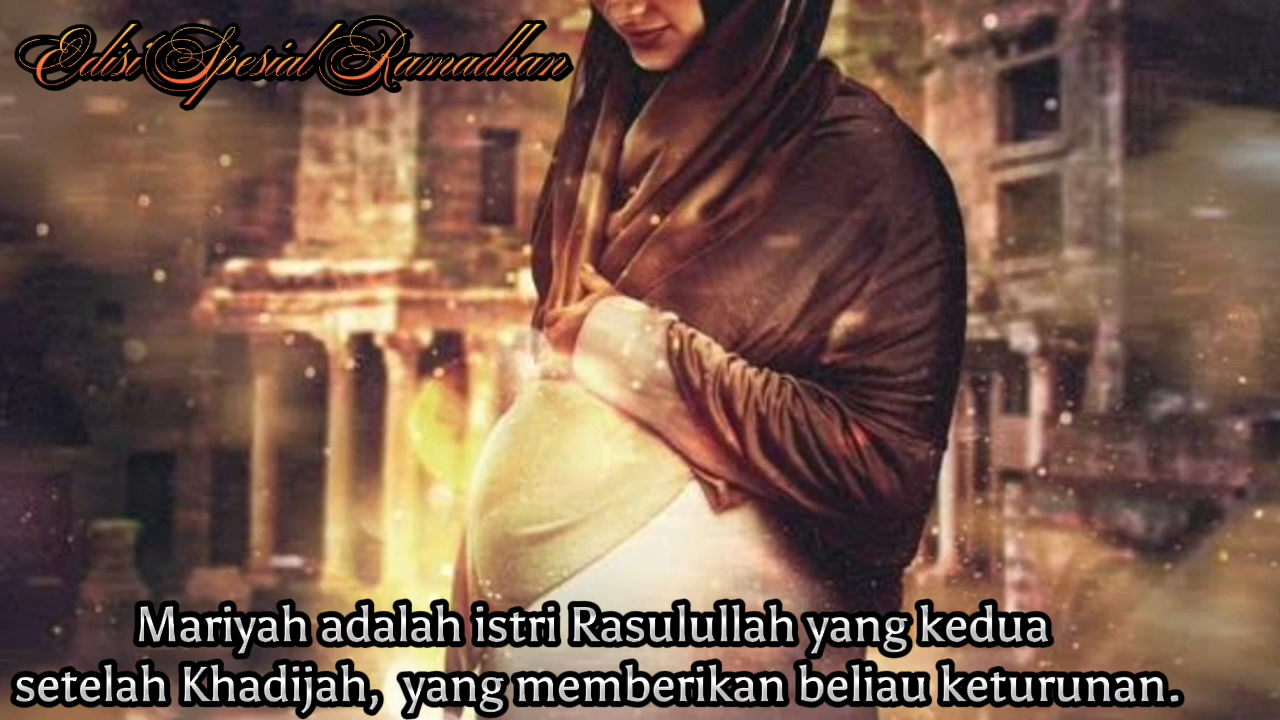 Edisi Spesial Ramadhan
Mariyah adalah istri Rasulullah yang kedua
setelah Khadijah, yang memberikan beliau keturunan.